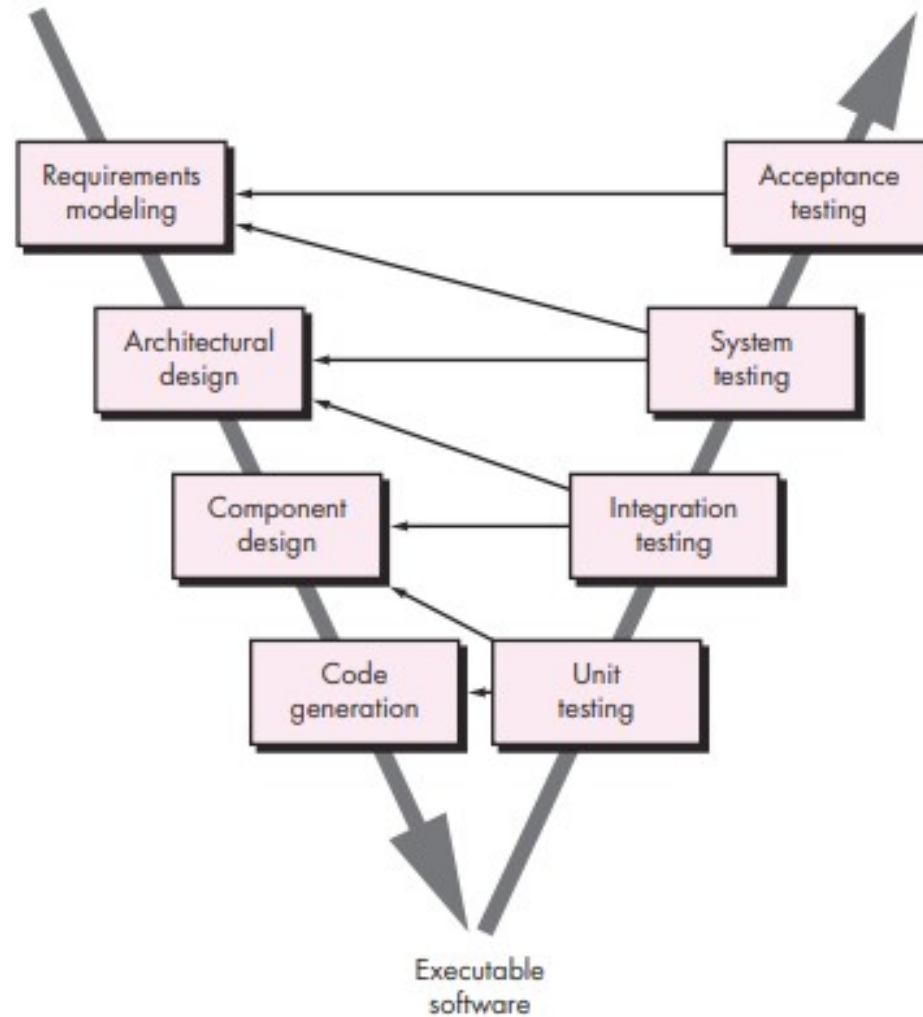 Requirements
modeling
Acceptance
testing
Architectural
design
System
testing
Component
design
Integration
testing
Code
generation
Unit
testing
Executable
software